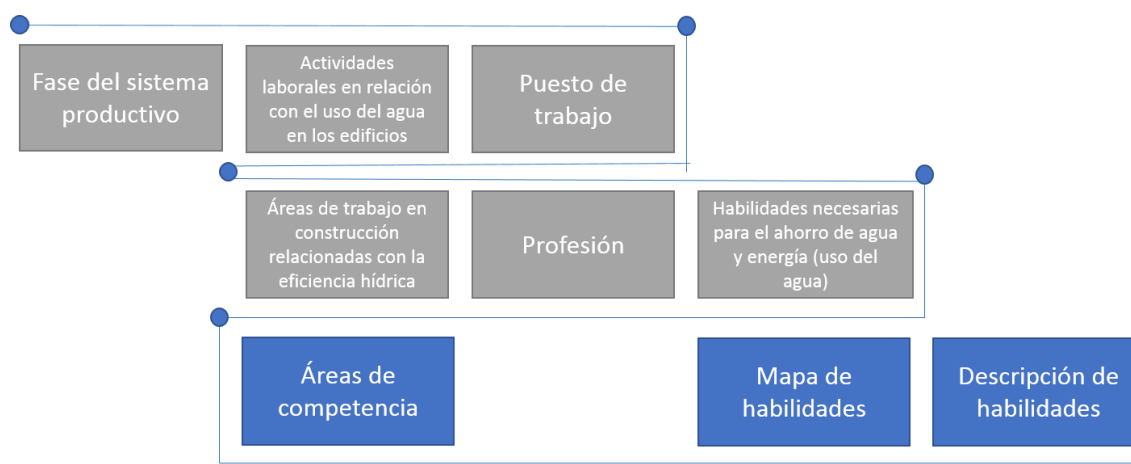 Fase del sistema
productivo
Actividades
laborales en relación
con el uso del agua
en los edificios
Puesto de
trabajo
Áreas de trabajo en
construcción
relacionadas con la
eficiencia hídrica
Profesión
Habilidades necesarias
para el ahorro de agua
y energía (uso del
agua)
Áreas de
competencia
Mapa de
habilidades
Descripción de
habilidades